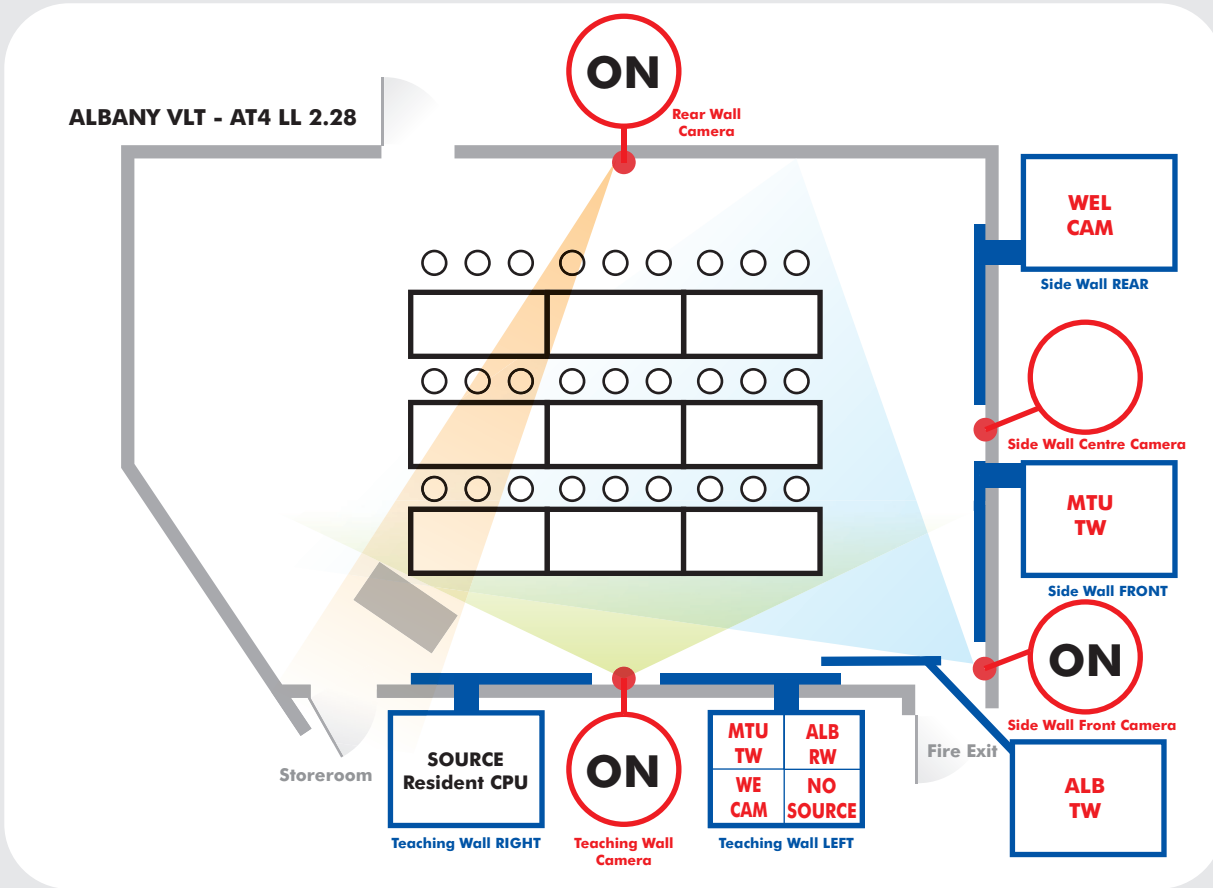 ON
ALBANY VLT - AT4 LL 2.28
Rear Wall
Camera
WEL
CAM
Side Wall REAR
Side Wall Centre Camera
MTU
TW
Side Wall FRONT
ON
Side Wall Front Camera
SOURCE
Resident CPU
Teaching Wall RIGHT
Storeroom
ON
Teaching Wall
Camera
MTU
TW
ALB
RW
WE
CAM
NO
SOURCE
Teaching Wall LEFT
Fire Exit
ALB
TW